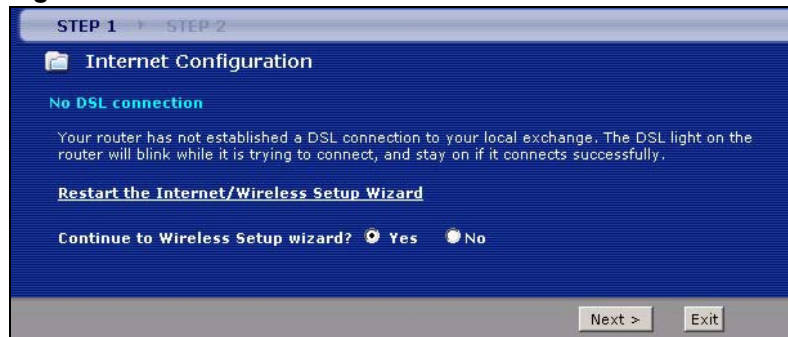 STEP 1 STEP 2
Internet Configuration
No DSL connection
Your router has not established a DSL connection to your local exchange. The DSL light on the
router will blink while it is trying to connect, and stay on if it connects successfully.
Restart the Internet/Wireless Setup Wizard
Continue to Wireless Setup wizard? Yes No
Next > Exit